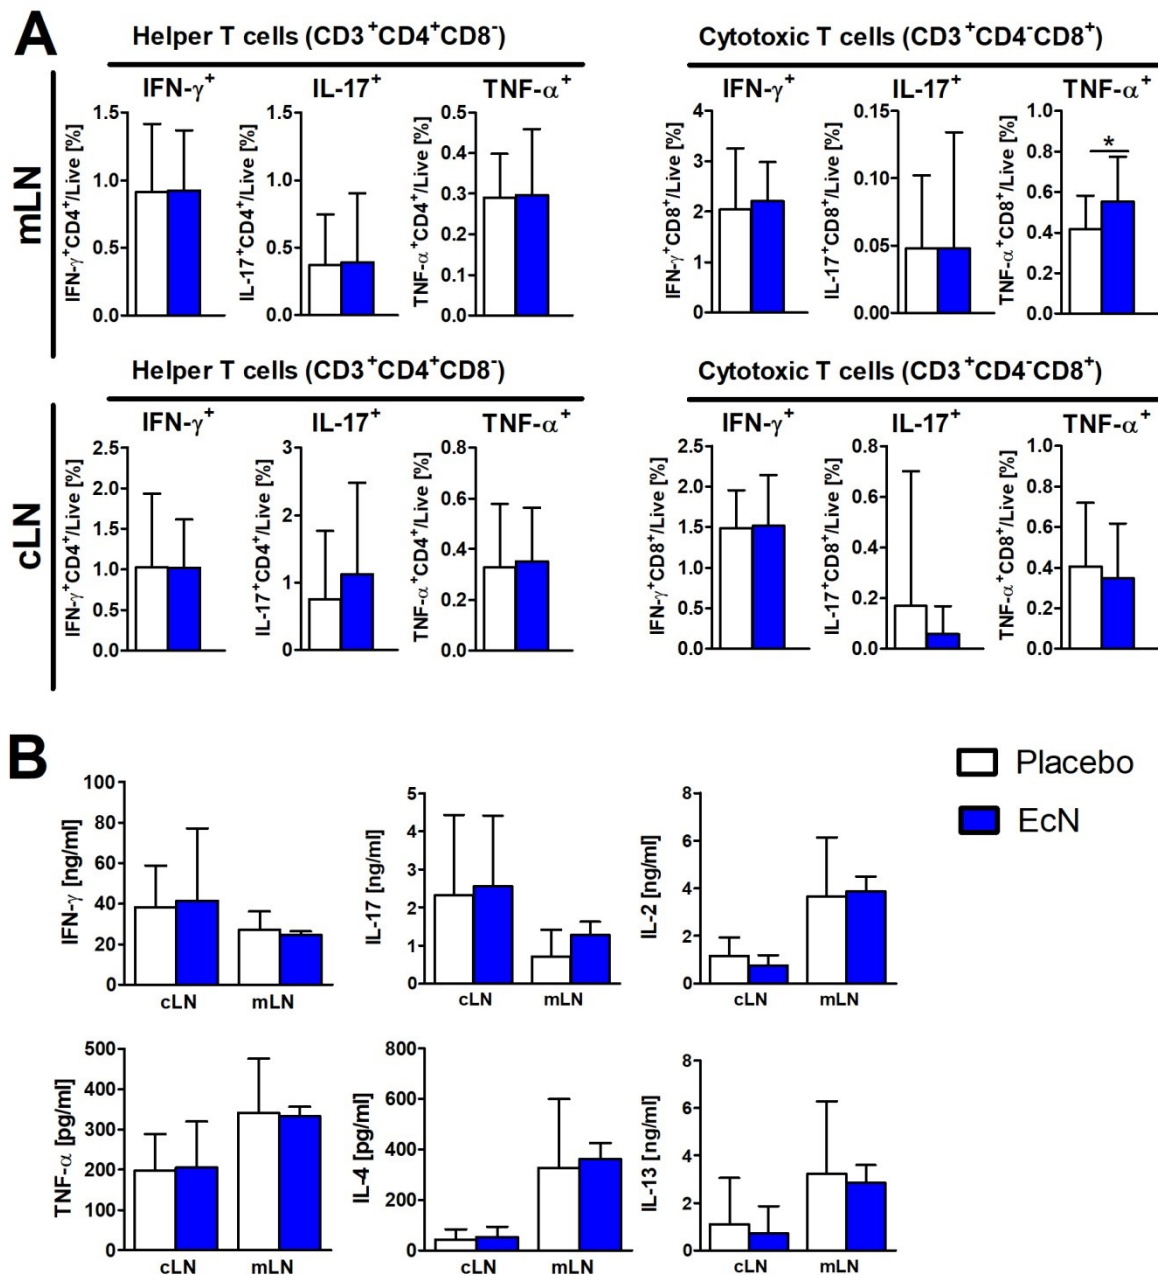 A
Helper T cells (CD3⁺CD4⁺CD8⁻)
Cytotoxic T cells (CD3⁺CD4⁻CD8⁺)
mLN
IFN-γ⁺
IL-17⁺
TNF-α⁺
IFN-γ⁺
IL-17⁺
TNF-α⁺
IFN-γ⁺CD4⁺/Live [%]
1.5
1.0
0.5
0.0
IL-17⁺CD4⁺/Live [%]
1.5
1.0
0.5
0.0
TNF-α⁺CD4⁺/Live [%]
0.5
0.4
0.3
0.2
0.1
0.0
IFN-γ⁺CD8⁺/Live [%]
4
3
2
1
0
IL-17⁺CD8⁺/Live [%]
0.15
0.10
0.05
0.00
TNF-α⁺CD8⁺/Live [%]
1.0
0.8
0.6
0.4
0.2
0.0
*
Helper T cells (CD3⁺CD4⁺CD8⁻)
Cytotoxic T cells (CD3⁺CD4⁻CD8⁺)
cLN
IFN-γ⁺
IL-17⁺
TNF-α⁺
IFN-γ⁺
IL-17⁺
TNF-α⁺
IFN-γ⁺CD4⁺/Live [%]
2.5
2.0
1.5
1.0
0.5
0.0
IL-17⁺CD4⁺/Live [%]
3
2
1
0
TNF-α⁺CD4⁺/Live [%]
0.8
0.6
0.4
0.2
0.0
IFN-γ⁺CD8⁺/Live [%]
2.5
2.0
1.5
1.0
0.5
0.0
IL-17⁺CD8⁺/Live [%]
0.8
0.6
0.4
0.2
0.0
TNF-α⁺CD8⁺/Live [%]
1.0
0.8
0.6
0.4
0.2
0.0
B
Placebo
EcN
IFN-γ [ng/ml]
100
80
60
40
20
0
cLN
mLN
IL-17 [ng/ml]
5
4
3
2
1
0
cLN
mLN
IL-2 [ng/ml]
8
6
4
2
0
cLN
mLN
TNF-α [pg/ml]
500
400
300
200
100
0
cLN
mLN
IL-4 [pg/ml]
800
600
400
200
0
cLN
mLN
IL-13 [ng/ml]
8
6
4
2
0
cLN
mLN